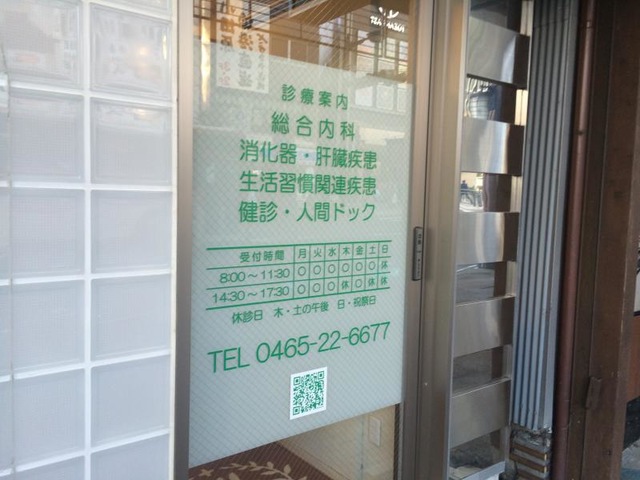 診療案内
総合内科
消化器・肝臓疾患
生活習慣関連疾患
健診・人間ドック
受付時間 月 火 水 木 金 土 日
8:00～11:30 ○ ○ ○ ○ ○ ○ 休
14:30～17:30 ○ ○ ○ 休 ○ 休 休
休診日 木・土の午後 日・祝祭日
TEL 0465-22-6677